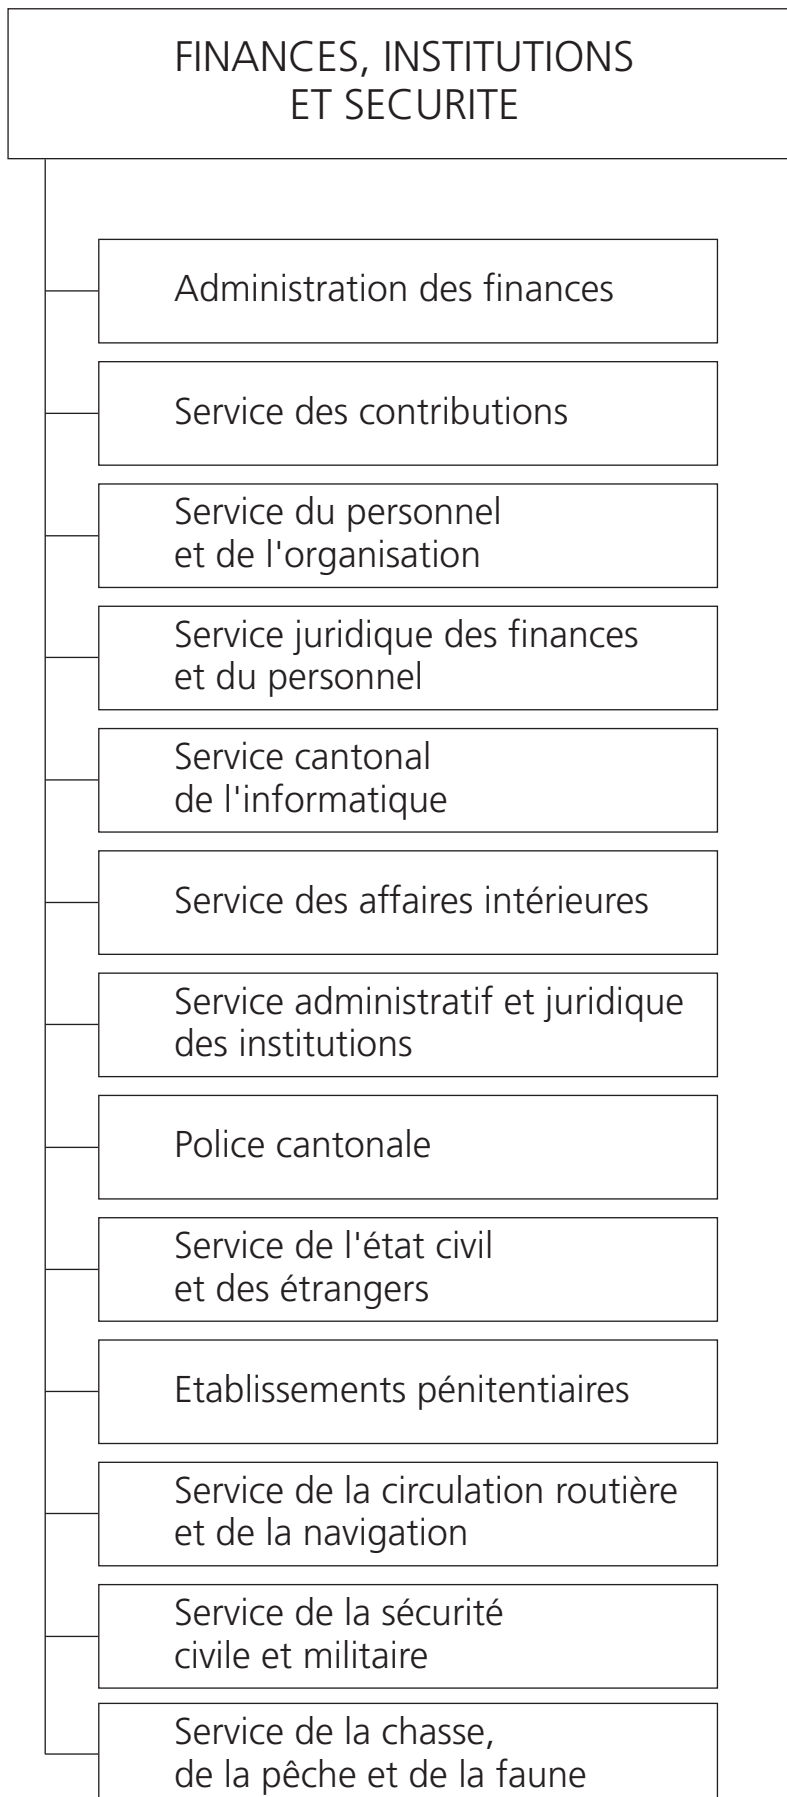 FINANCES, INSTITUTIONS
ET SECURITE
Administration des finances
Service des contributions
Service du personnel
et de l'organisation
Service juridique des finances
et du personnel
Service cantonal
de l'informatique
Service des affaires intérieures
Service administratif et juridique
des institutions
Police cantonale
Service de l'état civil
et des étrangers
Etablissements pénitentiaires
Service de la circulation routière
et de la navigation
Service de la sécurité
civile et militaire
Service de la chasse,
de la pêche et de la faune